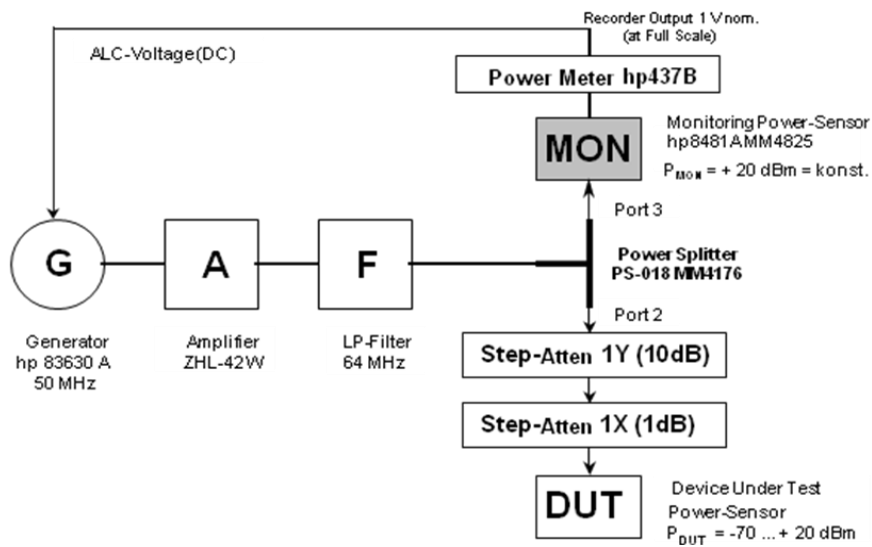 Recorder Output 1 V nom.
(at Full Scale)
ALC-Voltage(DC)
Power Meter hp437B
MON
Monitoring Power-Sensor
hp8481AMM4825
PMON = + 20 dBm = konst.
Port 3
G
A
F
Power Splitter
PS-018 MM4176
Port 2
Generator
hp 83630 A
50 MHz
Amplifier
ZHL-42W
LP-Filter
64 MHz
Step-Atten 1Y (10dB)
Step-Atten 1X (1dB)
DUT
Device Under Test
Power-Sensor
PDUT = -70 ... + 20 dBm